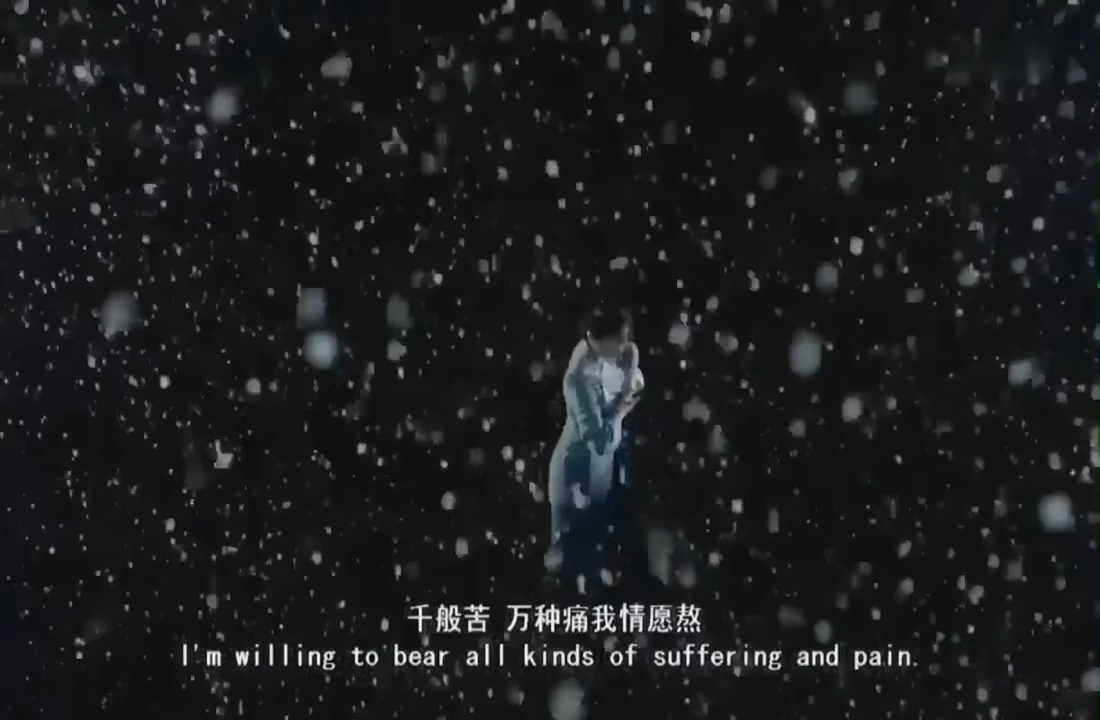 千般苦 万种痛我情愿熬
I'm willing to bear all kinds of suffering and pain.